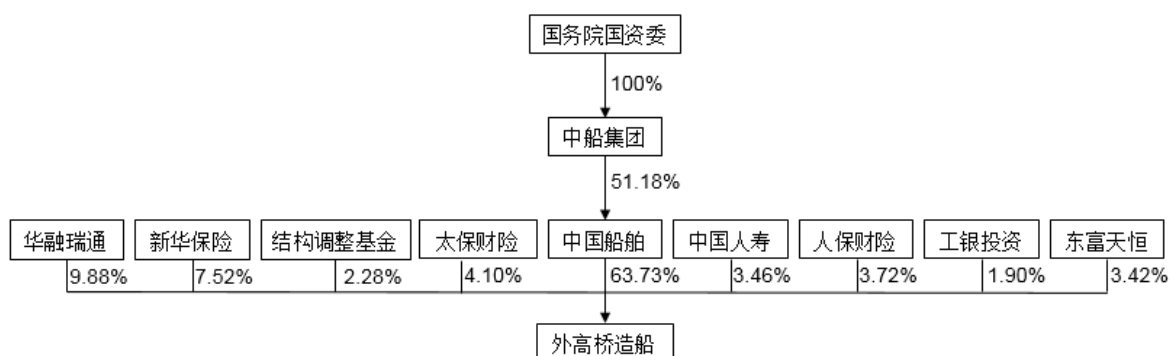 国务院国资委
100%
中船集团
51.18%
华融瑞通 新华保险 结构调整基金 太保财险 中国船舶 中国人寿 人保财险 工银投资 东富天恒
9.88% 7.52% 2.28% 4.10% 63.73% 3.46% 3.72% 1.90% 3.42%
外高桥造船